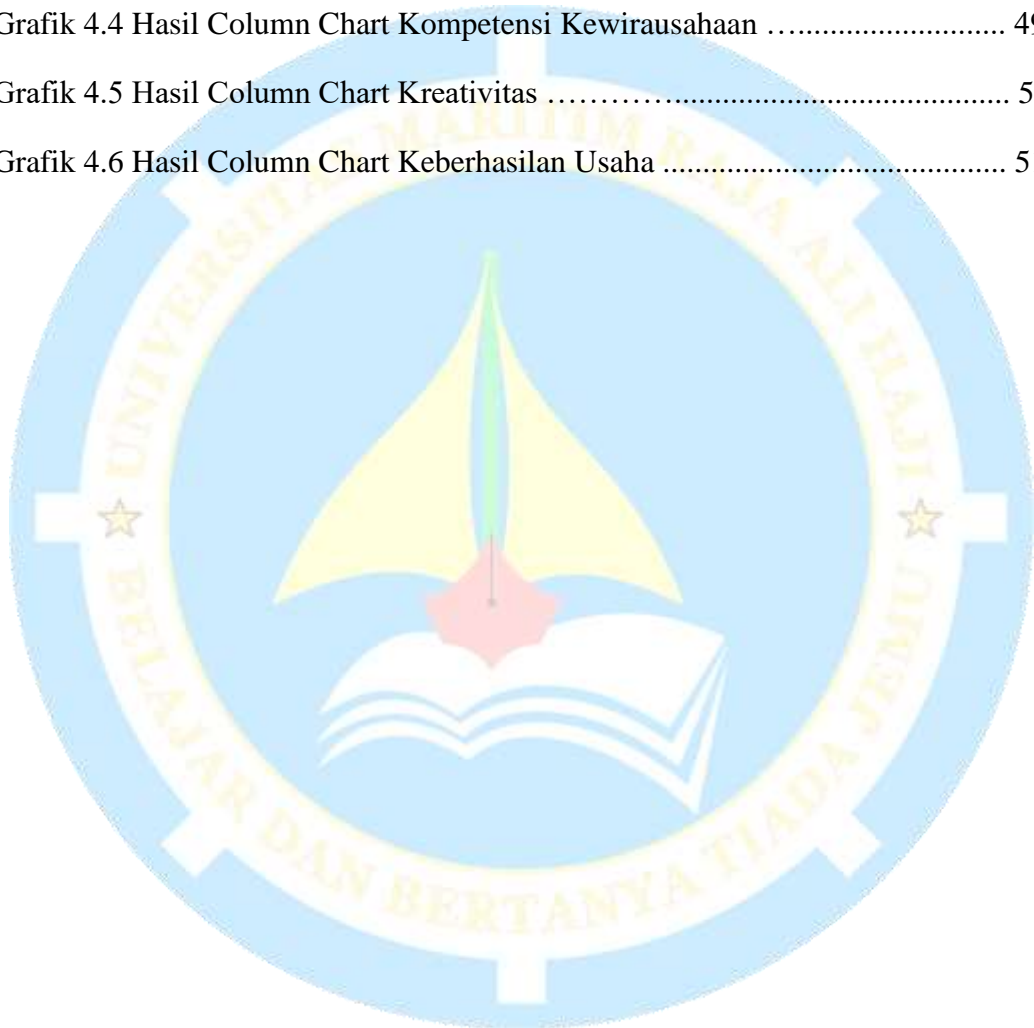 Grafik 4.4 Hasil Column Chart Kompetensi Kewirausahaan ….......................... 49
Grafik 4.5 Hasil Column Chart Kreativitas ………….......................................... 5
Grafik 4.6 Hasil Column Chart Keberhasilan Usaha ........................................... 5
UNIVERSITAS MARITIM RAJA ALI HAJI
BELAJAR DAN BERTANYA TIADA JEMU